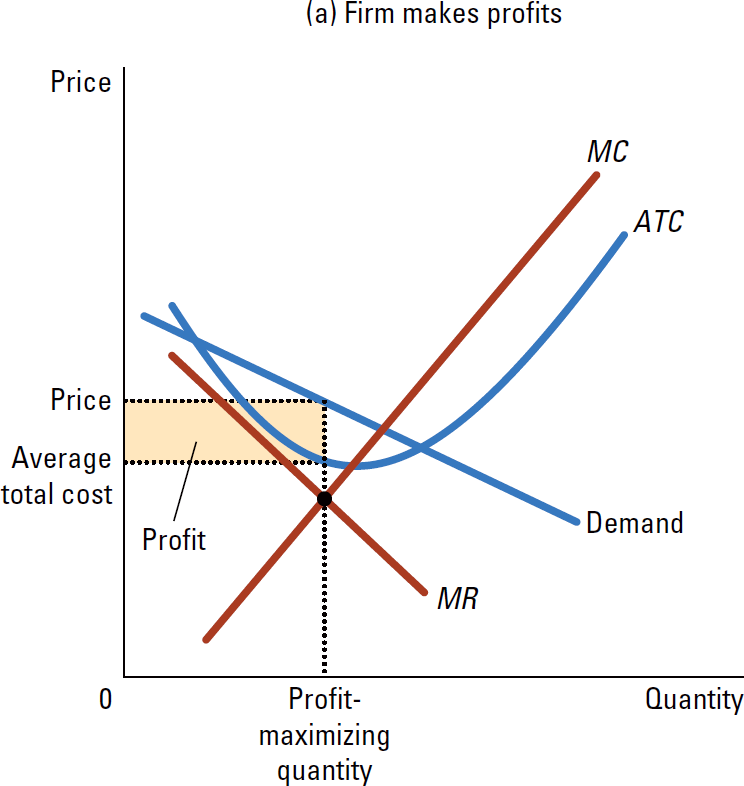 (a) Firm makes profits
Price
MC
ATC
Price
Average
total cost
Profit
Demand
MR
0
Profit-
maximizing
quantity
Quantity